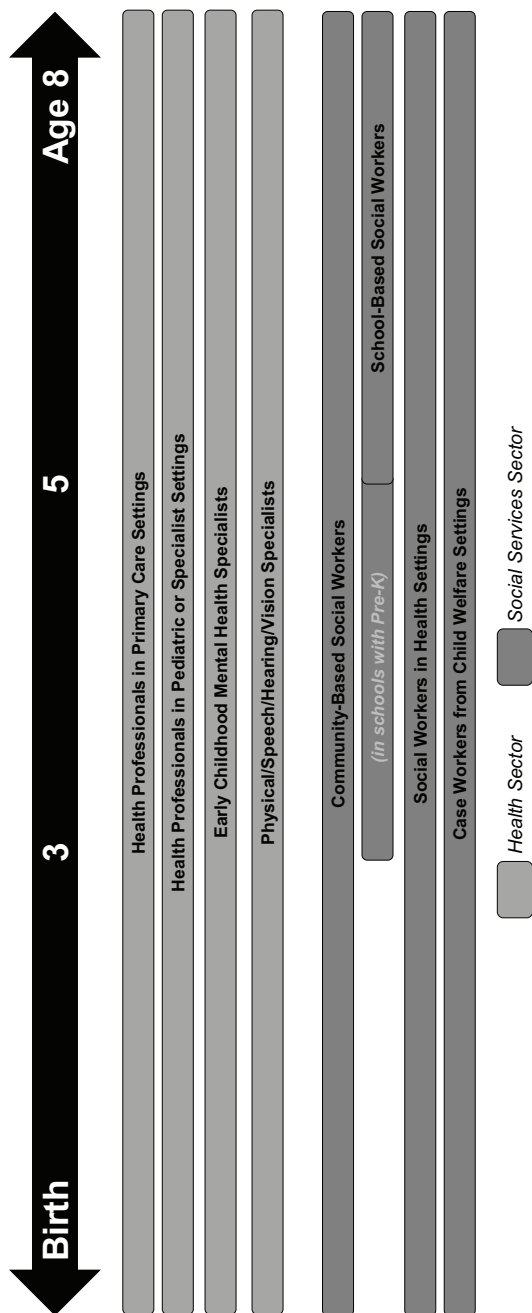 Birth 3 5 Age 8
Health Professionals in Primary Care Settings
Health Professionals in Pediatric or Specialist Settings
Early Childhood Mental Health Specialists
Physical/Speech/Hearing/Vision Specialists
Community-Based Social Workers
(in schools with Pre-K) School-Based Social Workers
Social Workers in Health Settings
Case Workers from Child Welfare Settings
Health Sector Social Services Sector